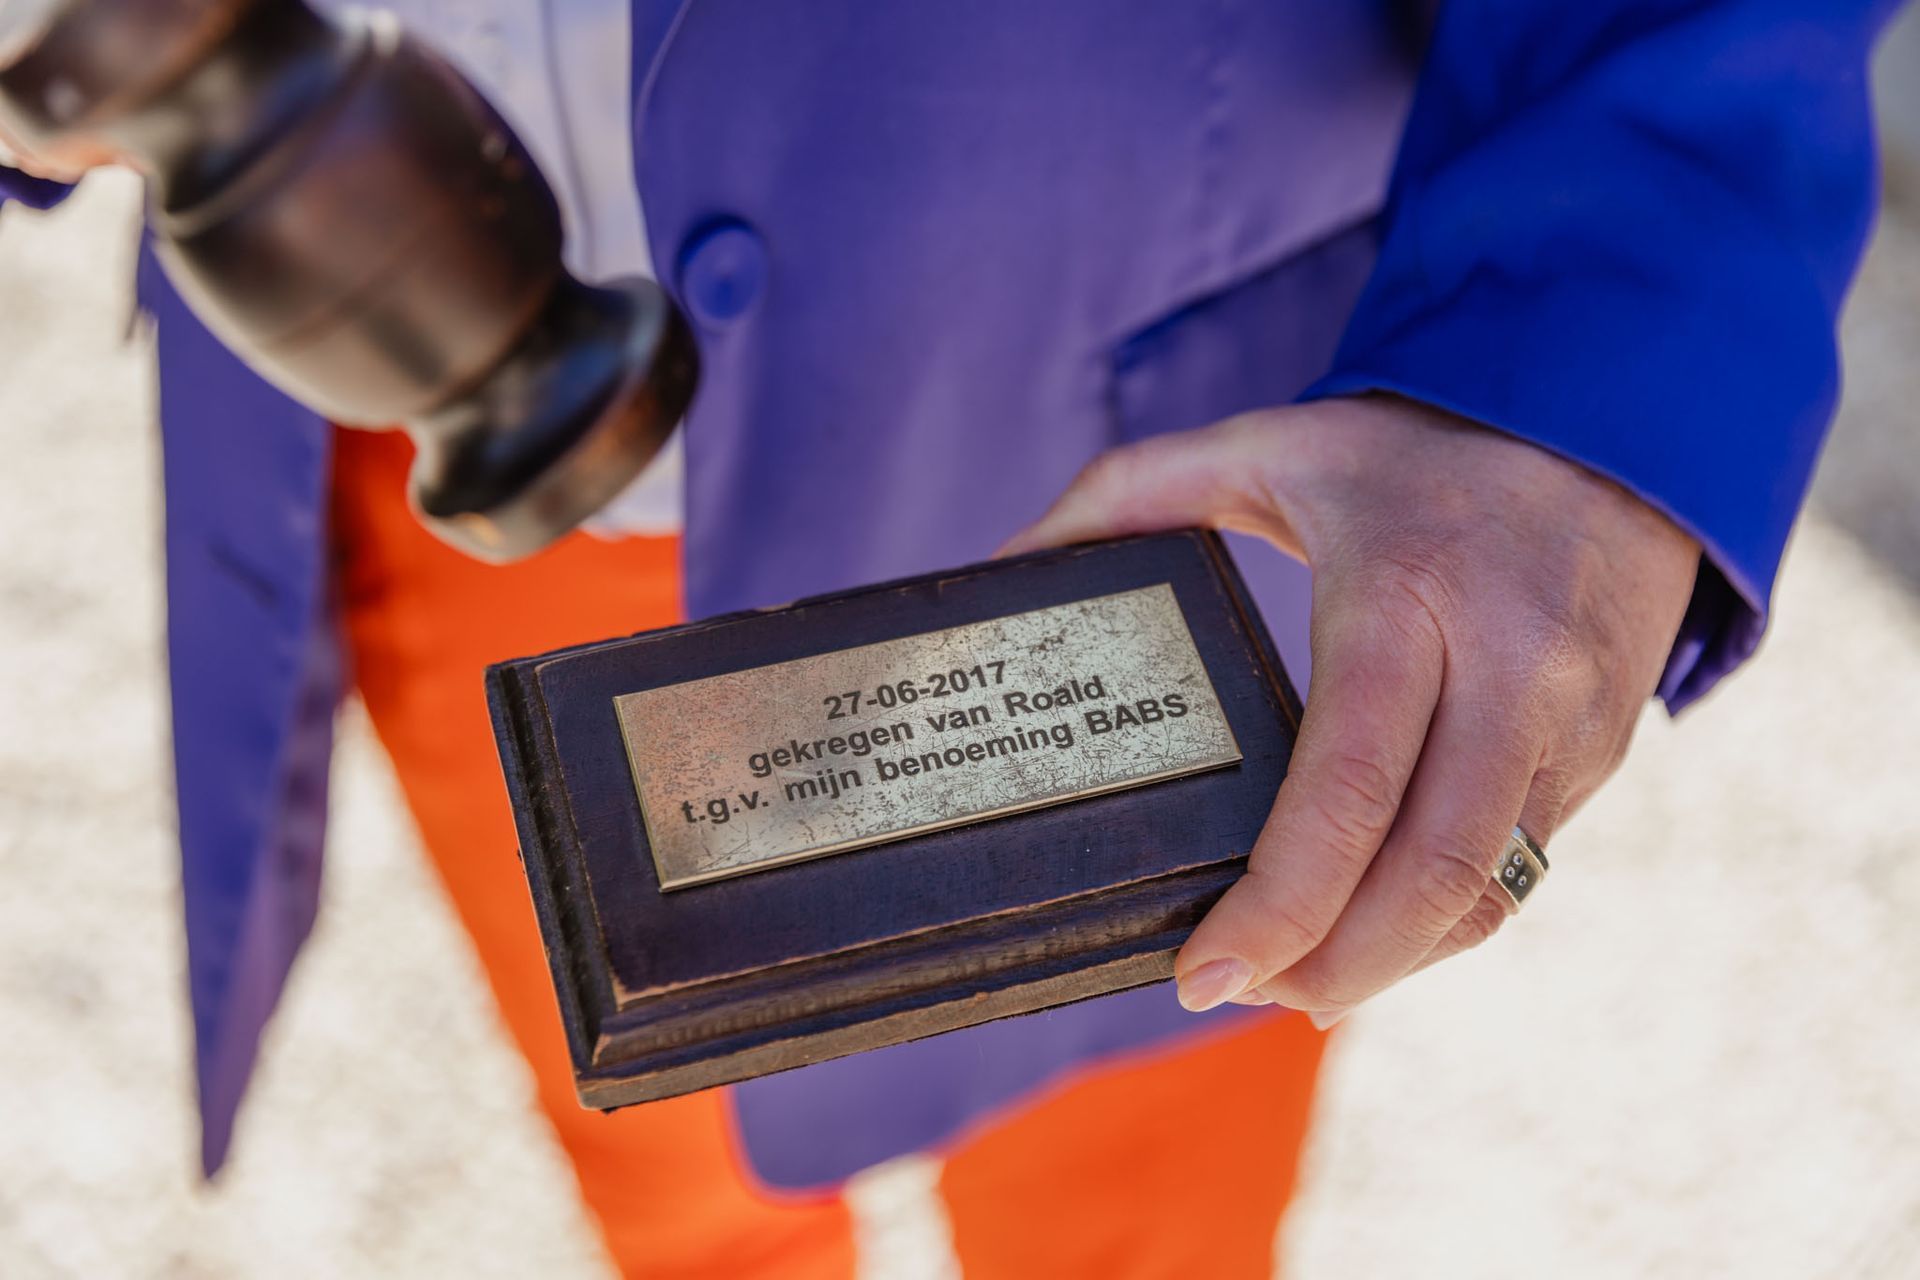 27-06-2017
gekregen van Roald
t.g.v. mijn benoeming BABS